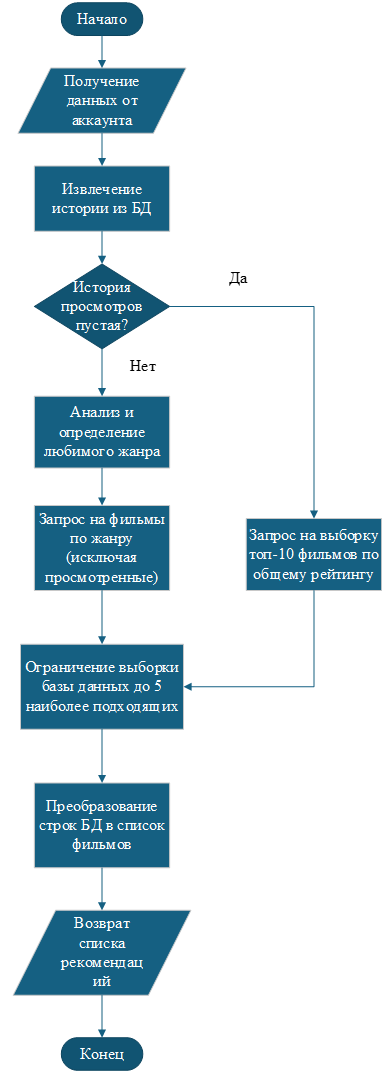 Начало
Получение
данных от
аккаунта
Извлечение
истории из БД
История
просмотров
пустая?
Да
Нет
Анализ и
определение
любимого жанра
Запрос на фильмы
по жанру
(исключая
просмотренные)
Запрос на выборку
топ-10 фильмов по
общему рейтингу
Ограничение выборки
базы данных до 5
наиболее подходящих
Преобразование
строк БД в список
фильмов
Возврат
списка
рекомендац
ий
Конец